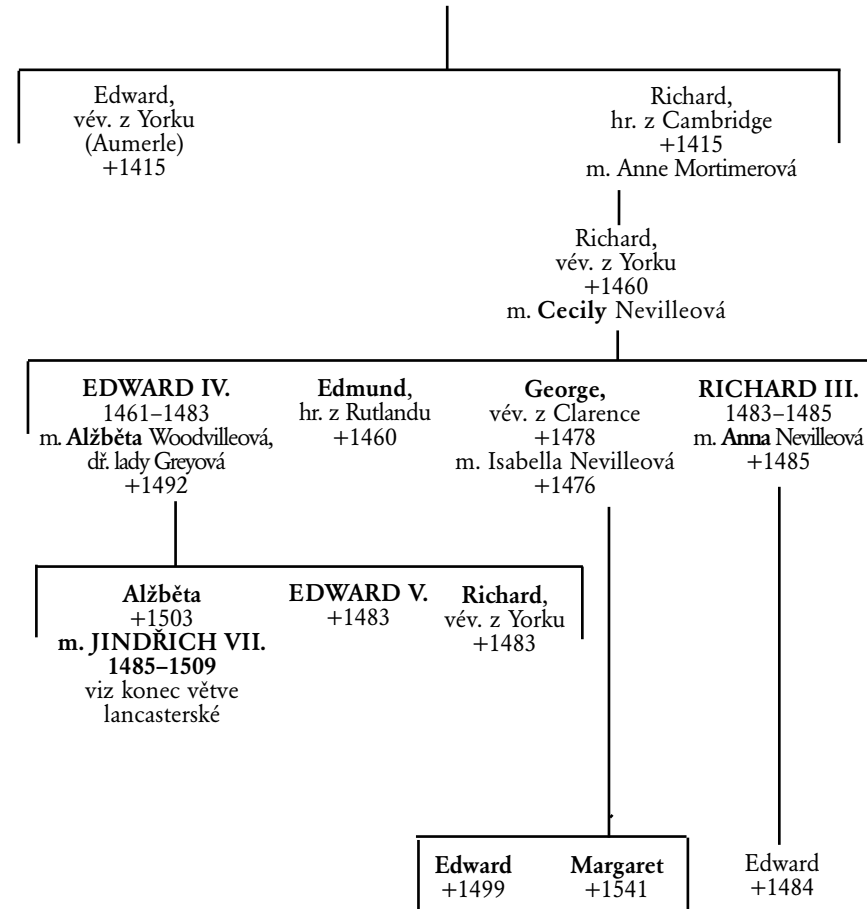 Edward,
vév. z Yorku
(Aumerle)
+1415
Richard,
hr. z Cambridge
+1415
m. Anne Mortimerová
Richard,
vév. z Yorku
+1460
m. Cecily Nevilleová
EDWARD IV.
1461–1483
m. Alžběta Woodvilleová,
dř. lady Greyová
+1492
Edmund,
hr. z Rutlandu
+1460
George,
vév. z Clarence
+1478
m. Isabella Nevilleová
+1476
RICHARD III.
1483–1485
m. Anna Nevilleová
+1485
Alžběta
+1503
m. JINDŘICH VII.
1485–1509
viz konec větve
lancasterské
EDWARD V.
+1483
Richard,
vév. z Yorku
+1483
Edward
+1499
Margaret
+1541
Edward
+1484